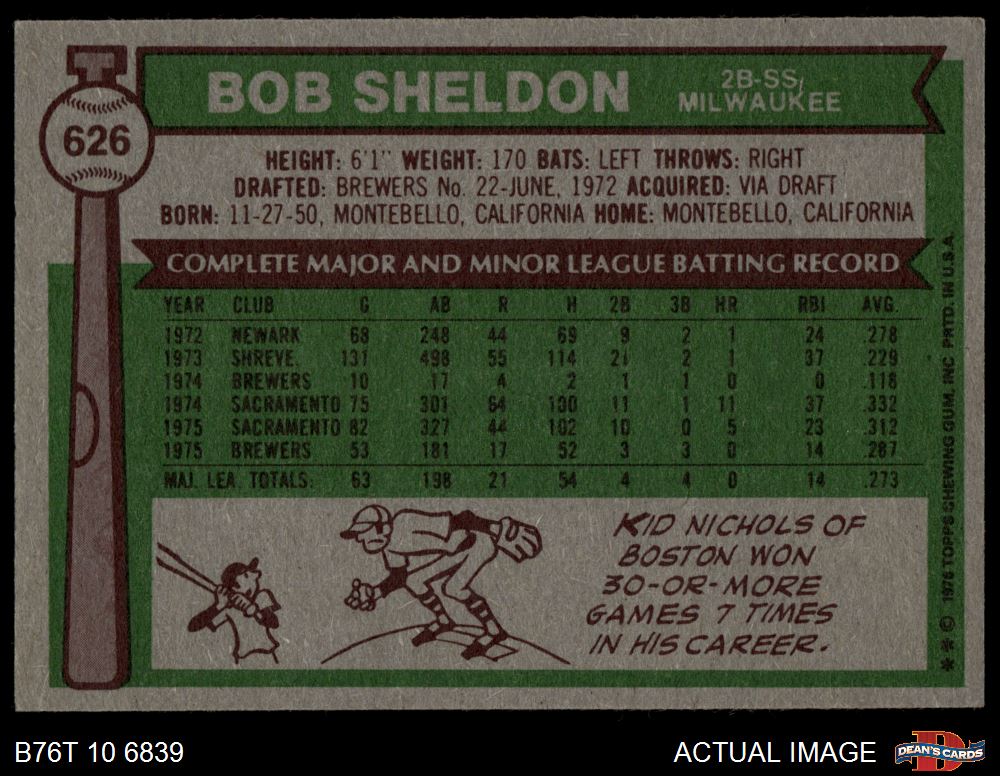 BOB SHELDON
2B-SS/
MILWAUKEE
626
HEIGHT: 6'1" WEIGHT: 170 BATS: LEFT THROWS: RIGHT
DRAFTED: BREWERS No. 22-JUNE, 1972 ACQUIRED: VIA DRAFT
BORN: 11-27-50, MONTEBELLO, CALIFORNIA HOME: MONTEBELLO, CALIFORNIA
COMPLETE MAJOR AND MINOR LEAGUE BATTING RECORD
YEAR CLUB G AB R H 2B 3B HR RBI AVG.
1972 NEWARK 68 248 44 69 9 2 1 24 .278
1973 SHREVE. 131 498 55 114 21 2 1 37 .229
1974 BREWERS 10 17 4 2 1 1 0 0 .118
1974 SACRAMENTO 75 301 64 100 11 1 11 37 .332
1975 SACRAMENTO 82 327 44 102 10 0 5 23 .312
1975 BREWERS 53 181 17 52 3 3 0 14 .287
MAJ. LEA. TOTALS: 63 198 21 54 4 4 0 14 .273
KID NICHOLS OF
BOSTON WON
30-OR-MORE
GAMES 7 TIMES
IN HIS CAREER.
** © 1976 TOPPS CHEWING GUM, INC. PRTD. IN U.S.A.
B76T 10 6839
ACTUAL IMAGE
DEAN'S CARDS